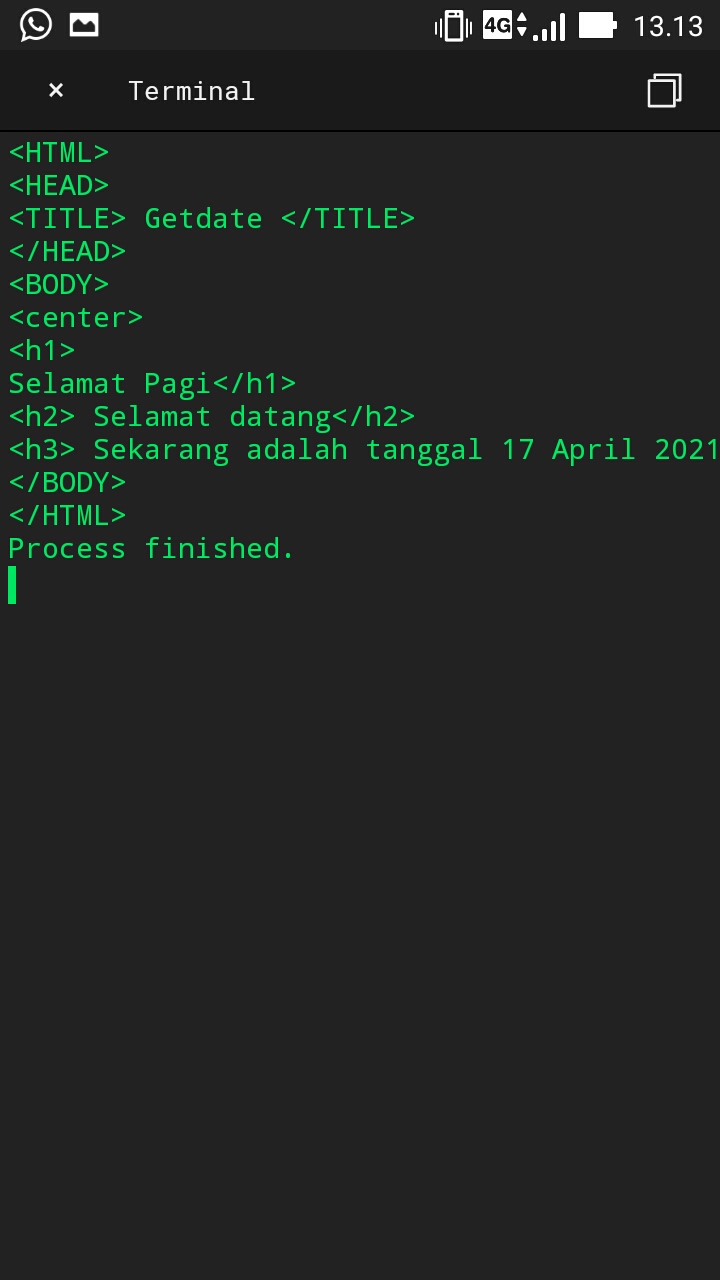 4G 13.13
× Terminal
<HTML>
<HEAD>
<TITLE> Getdate </TITLE>
</HEAD>
<BODY>
<center>
<h1>
Selamat Pagi</h1>
<h2> Selamat datang</h2>
<h3> Sekarang adalah tanggal 17 April 2021
</BODY>
</HTML>
Process finished.